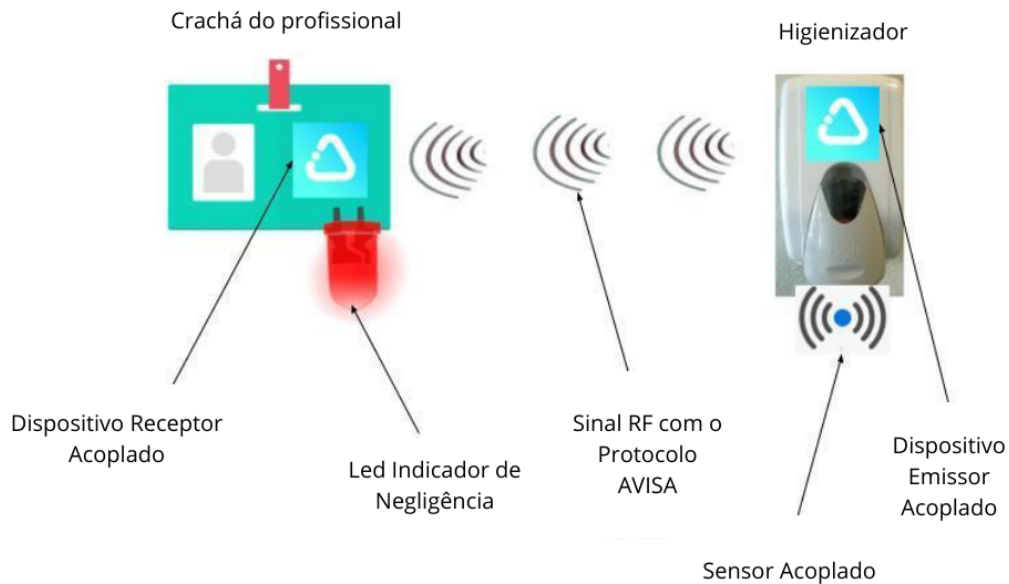 Crachá do profissional
Higienizador
Dispositivo Receptor
Acoplado
Led Indicador de
Negligência
Sinal RF com o
Protocolo
AVISA
Dispositivo
Emissor
Acoplado
Sensor Acoplado